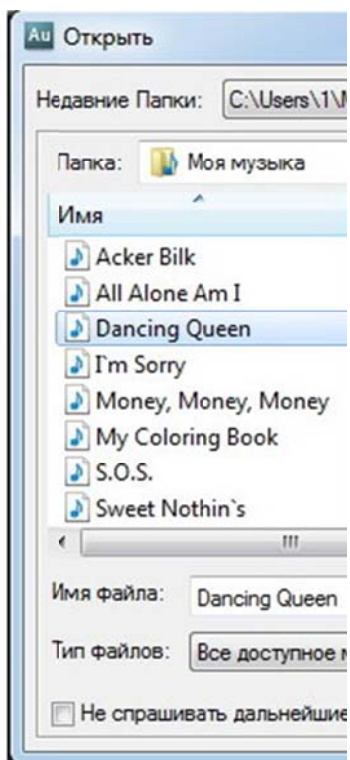 Au Открыть
Недавние Папки: C:\Users\1\
Папка: Моя музыка
Имя
Acker Bilk
All Alone Am I
Dancing Queen
I`m Sorry
Money, Money, Money
My Coloring Book
S.O.S.
Sweet Nothin`s
Имя файла: Dancing Queen
Тип файлов: Все доступное
Не спрашивать дальнейшие